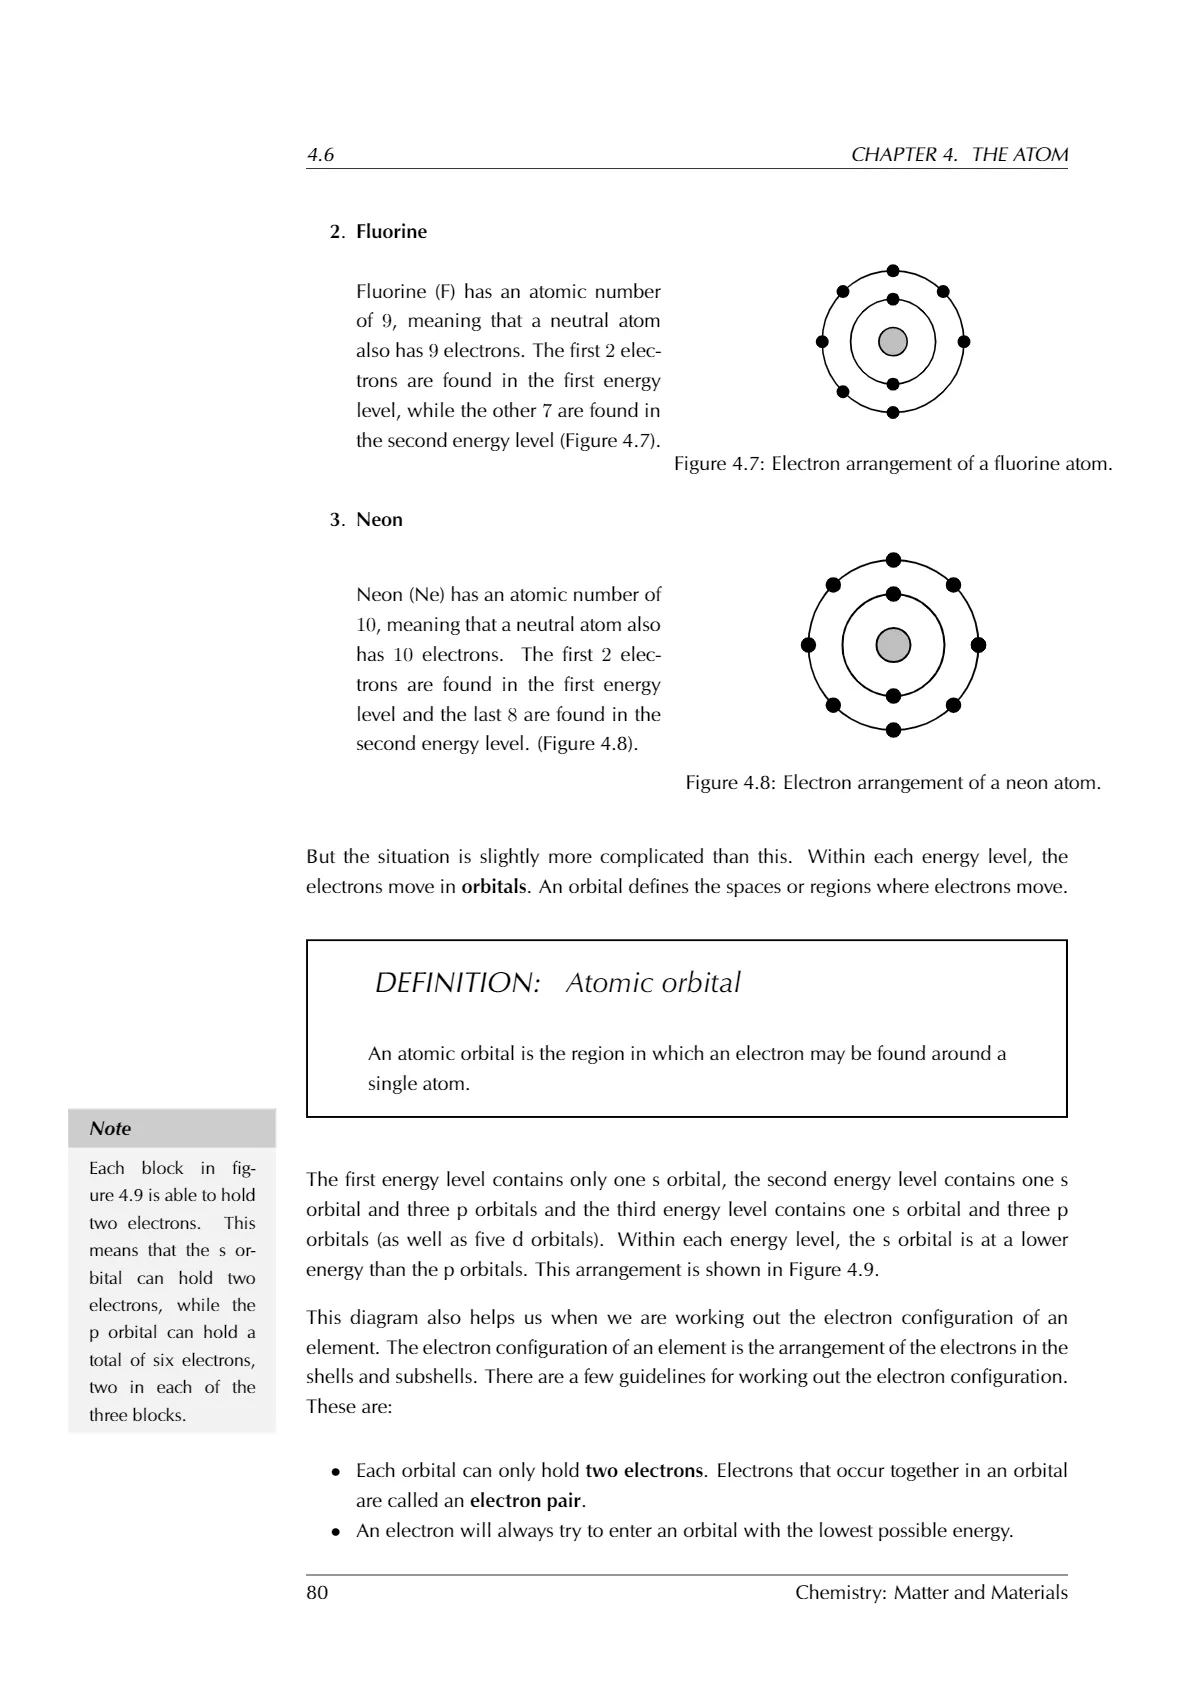 4.6 CHAPTER 4. THE ATOM
2. Fluorine
Fluorine (F) has an atomic number
of 9, meaning that a neutral atom
also has 9 electrons. The first 2 elec-
trons are found in the first energy
level, while the other 7 are found in
the second energy level (Figure 4.7).
Figure 4.7: Electron arrangement of a fluorine atom.
3. Neon
Neon (Ne) has an atomic number of
10, meaning that a neutral atom also
has 10 electrons. The first 2 elec-
trons are found in the first energy
level and the last 8 are found in the
second energy level. (Figure 4.8).
Figure 4.8: Electron arrangement of a neon atom.
But the situation is slightly more complicated than this. Within each energy level, the
electrons move in orbitals. An orbital defines the spaces or regions where electrons move.
DEFINITION: Atomic orbital
An atomic orbital is the region in which an electron may be found around a
single atom.
Note
Each block in fig-
ure 4.9 is able to hold
two electrons. This
means that the s or-
bital can hold two
electrons, while the
p orbital can hold a
total of six electrons,
two in each of the
three blocks.
The first energy level contains only one s orbital, the second energy level contains one s
orbital and three p orbitals and the third energy level contains one s orbital and three p
orbitals (as well as five d orbitals). Within each energy level, the s orbital is at a lower
energy than the p orbitals. This arrangement is shown in Figure 4.9.
This diagram also helps us when we are working out the electron configuration of an
element. The electron configuration of an element is the arrangement of the electrons in the
shells and subshells. There are a few guidelines for working out the electron configuration.
These are:
• Each orbital can only hold two electrons. Electrons that occur together in an orbital
are called an electron pair.
• An electron will always try to enter an orbital with the lowest possible energy.
80 Chemistry: Matter and Materials